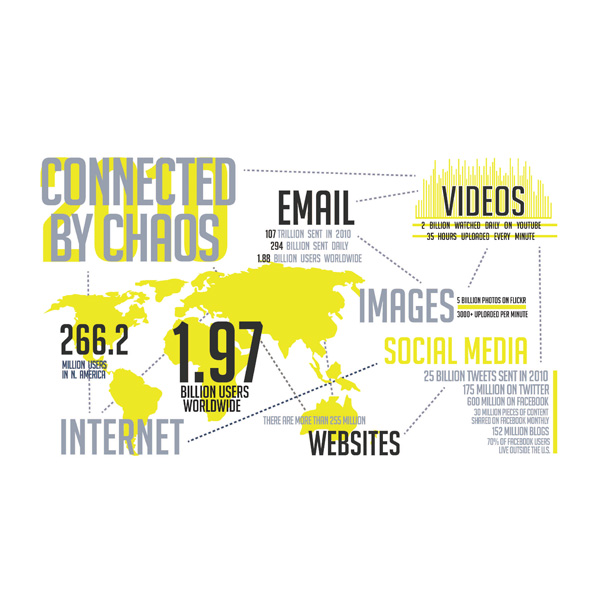 2010
CONNECTED
BY CHAOS
EMAIL
107 TRILLION SENT IN 2010
294 BILLION SENT DAILY
1.88 BILLION USERS WORLDWIDE
VIDEOS
2 BILLION WATCHED DAILY ON YOUTUBE
35 HOURS UPLOADED EVERY MINUTE
IMAGES
5 BILLION PHOTOS ON FLICKR
3000+ UPLOADED PER MINUTE
266.2
MILLION USERS
IN N. AMERICA
1.97
BILLION USERS
WORLDWIDE
SOCIAL MEDIA
25 BILLION TWEETS SENT IN 2010
175 MILLION ON TWITTER
600 MILLION ON FACEBOOK
30 MILLION PIECES OF CONTENT
SHARED ON FACEBOOK MONTHLY
152 MILLION BLOGS
70% OF FACEBOOK USERS
LIVE OUTSIDE THE U.S.
INTERNET
THERE ARE MORE THAN 255 MILLION
WEBSITES